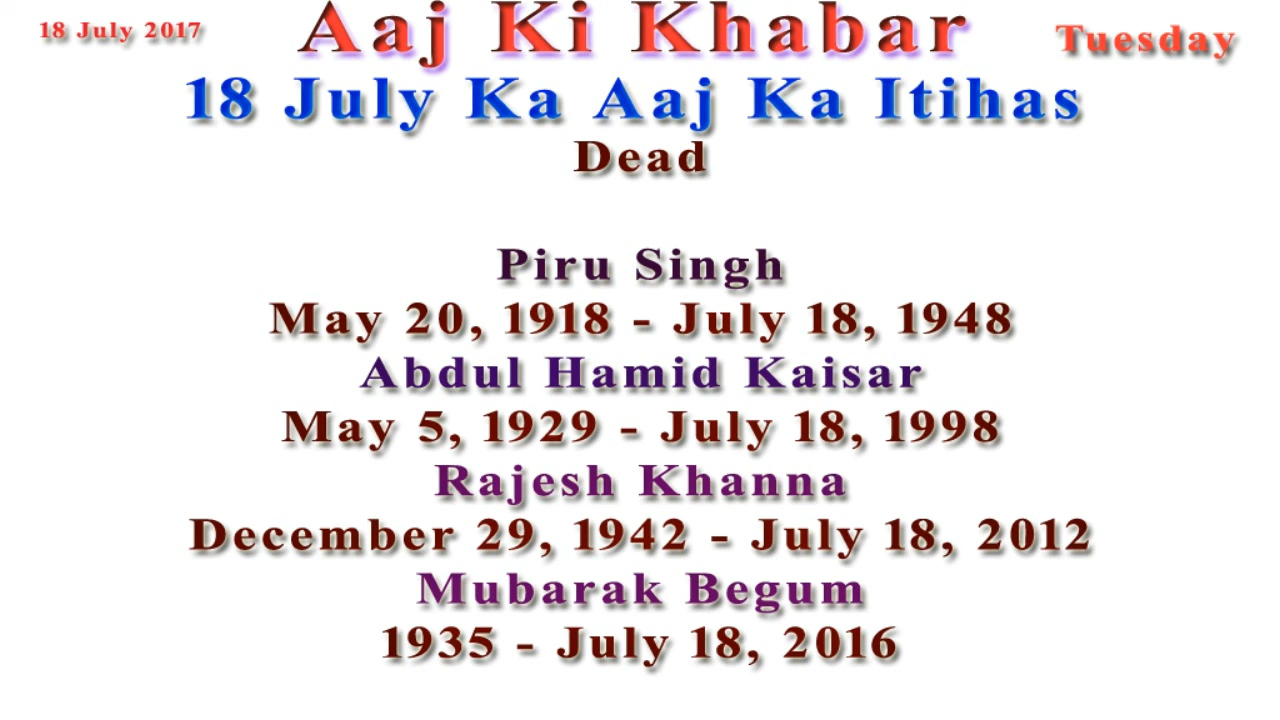 18 July 2017
Aaj Ki Khabar
Tuesday
18 July Ka Aaj Ka Itihas
Dead
Piru Singh
May 20, 1918 - July 18, 1948
Abdul Hamid Kaisar
May 5, 1929 - July 18, 1998
Rajesh Khanna
December 29, 1942 - July 18, 2012
Mubarak Begum
1935 - July 18, 2016